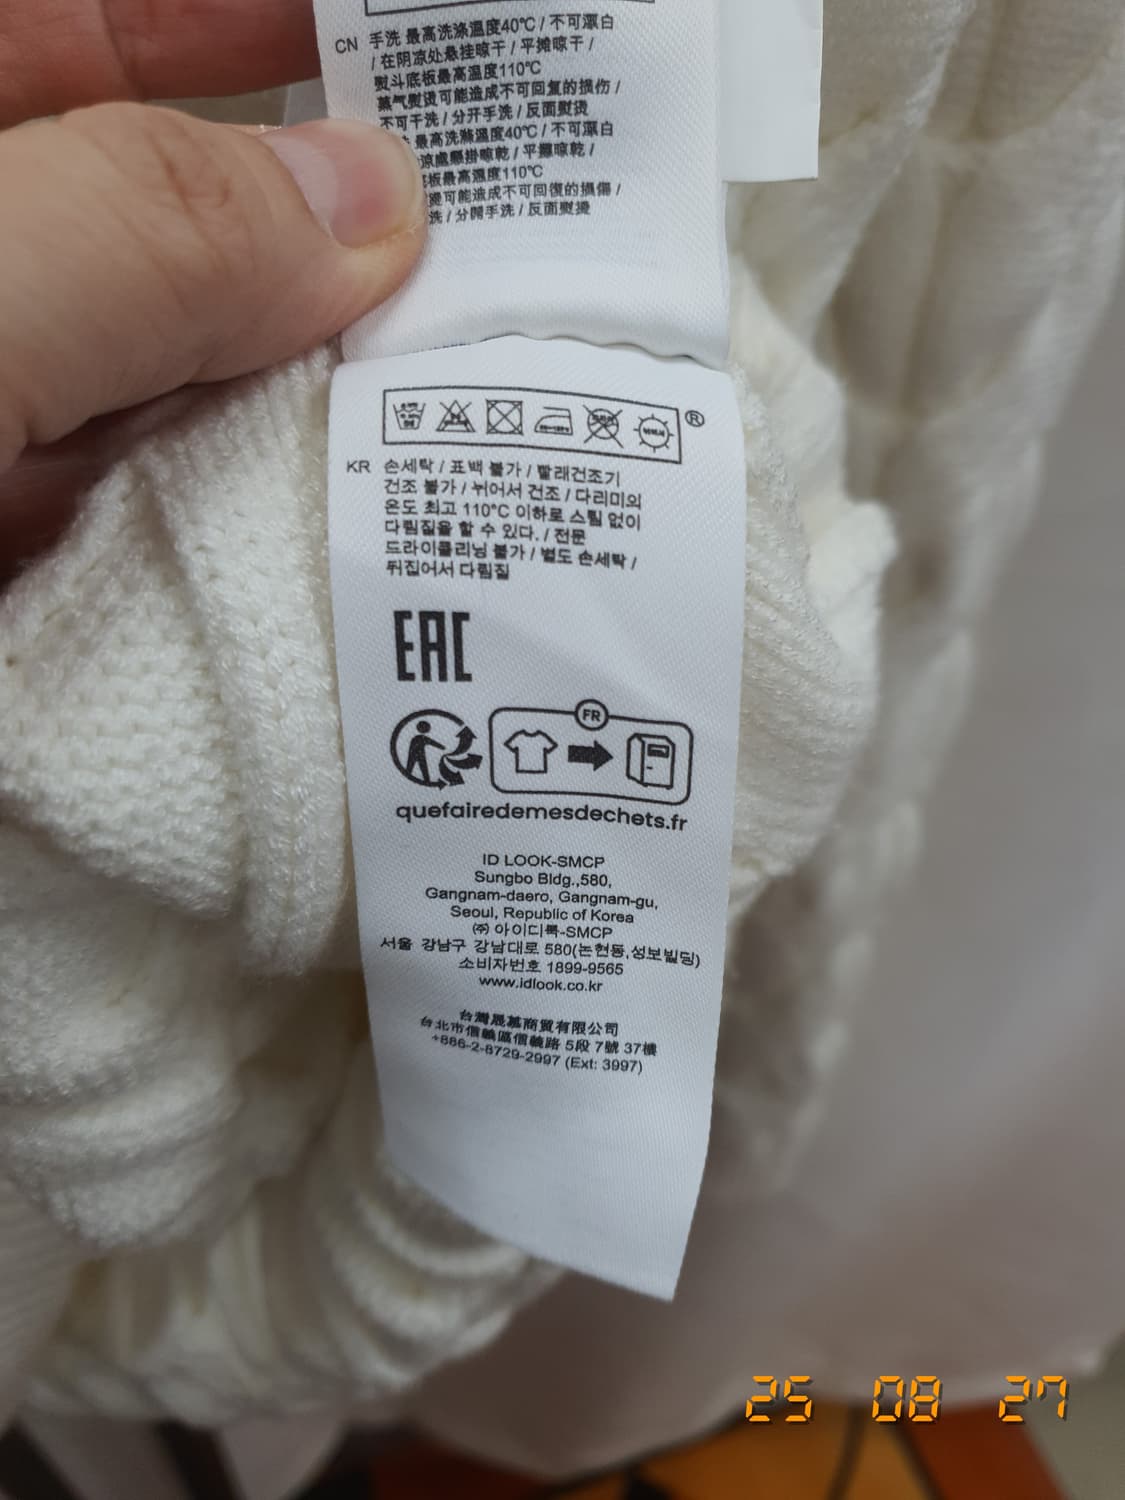 CN 手洗 最高洗涤温度40℃ / 不可漂白
/ 在阴凉处悬挂晾干 / 平摊晾干 /
熨斗底板最高温度110℃
蒸气熨烫可能造成不可回复的损伤 /
不可干洗 / 分开手洗 / 反面熨烫
最高洗滌溫度40℃ / 不可漂白
涼處懸掛晾乾 / 平攤晾乾 /
底板最高溫度110℃
燙可能造成不可回復的損傷 /
洗 / 分開手洗 / 反面熨燙
®
KR 손세탁 / 표백 불가 / 빨래건조기
건조 불가 / 뉘어서 건조 / 다리미의
온도 최고 110°C 이하로 스팀 없이
다림질을 할 수 있다. / 전문
드라이클리닝 불가 / 별도 손세탁 /
뒤집어서 다림질
EAC
FR
quefairedemesdechets.fr
ID LOOK-SMCP
Sungbo Bldg.,580,
Gangnam-daero, Gangnam-gu,
Seoul, Republic of Korea
㈜ 아이디룩-SMCP
서울 강남구 강남대로 580(논현동,성보빌딩)
소비자번호 1899-9565
www.idlook.co.kr
台灣晟慕商貿有限公司
台北市信義區信義路 5段 7號 37樓
+886-2-8729-2997 (Ext: 3997)
25 08 27